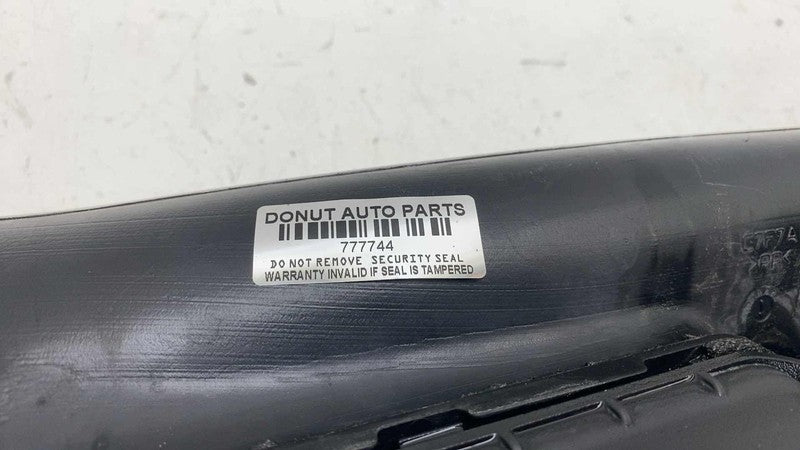 DONUT AUTO PARTS
777744
DO NOT REMOVE SECURITY SEAL
WARRANTY INVALID IF SEAL IS TAMPERED